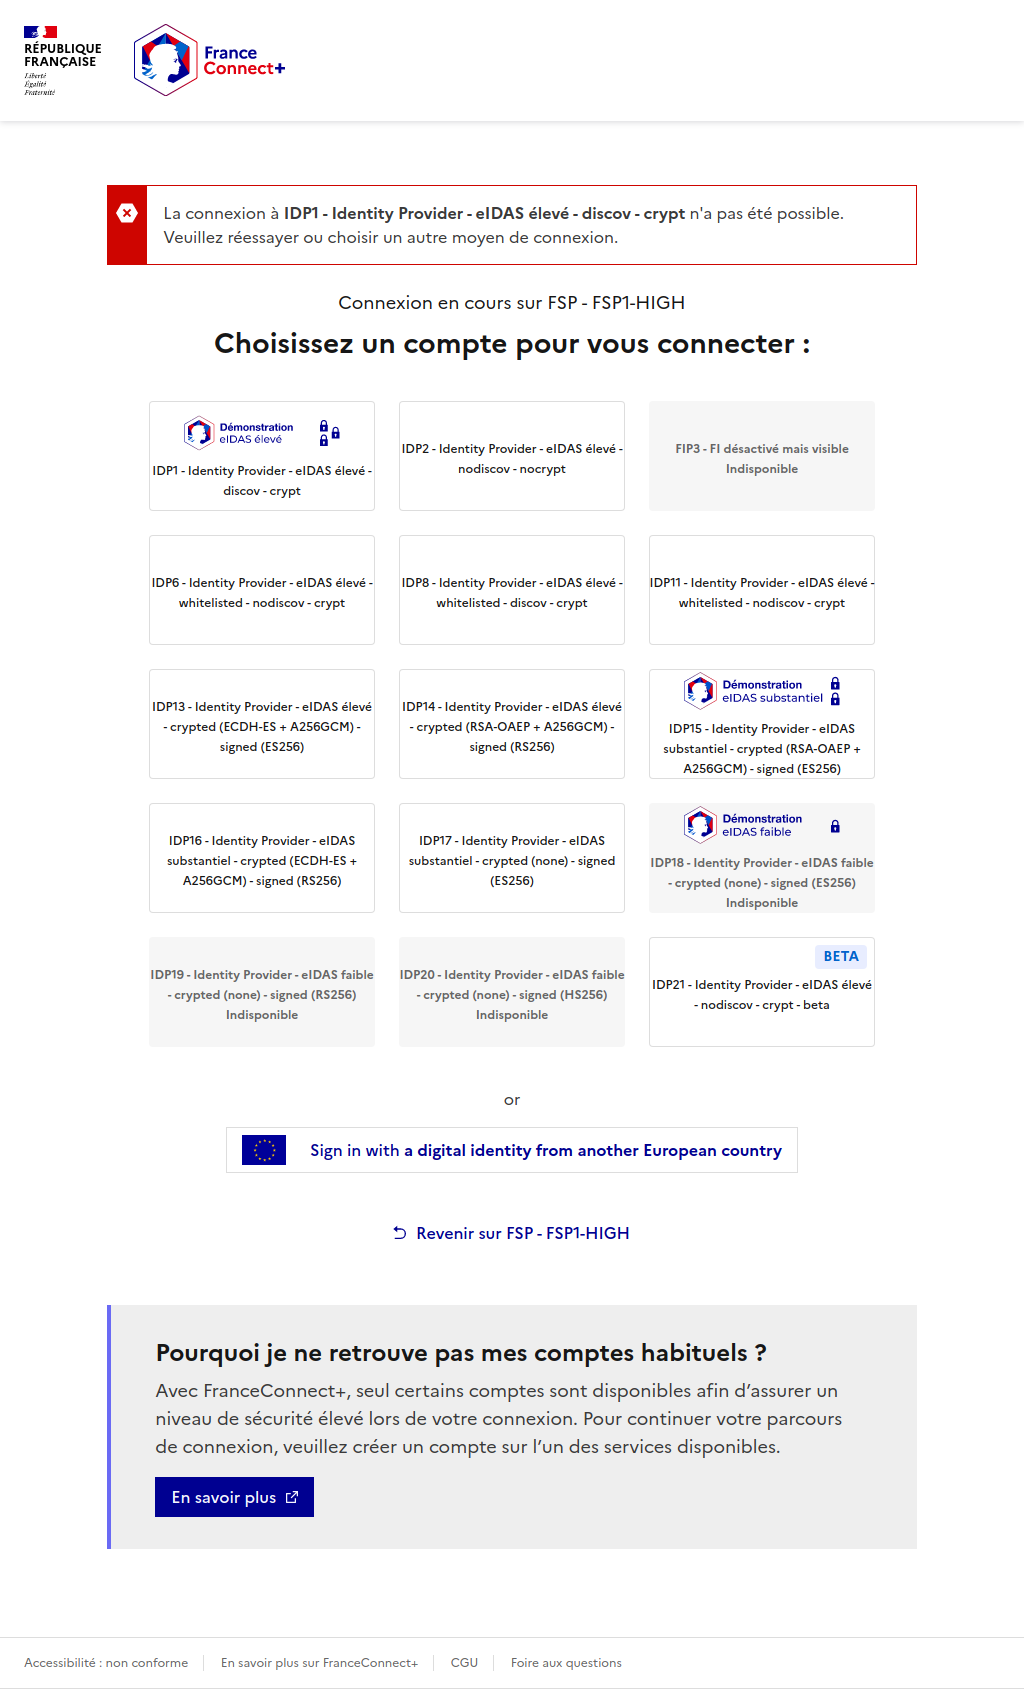 RÉPUBLIQUE
FRANÇAISE
Liberté
Égalité
Fraternité
France
Connect+
La connexion à IDP1 - Identity Provider - eIDAS élevé - discov - crypt n'a pas été possible.
Veuillez réessayer ou choisir un autre moyen de connexion.
Connexion en cours sur FSP - FSP1-HIGH
Choisissez un compte pour vous connecter :
Démonstration
eIDAS élevé
IDP1 - Identity Provider - eIDAS élevé -
discov - crypt
IDP2 - Identity Provider - eIDAS élevé -
nodiscov - nocrypt
FIP3 - FI désactivé mais visible
Indisponible
IDP6 - Identity Provider - eIDAS élevé -
whitelisted - nodiscov - crypt
IDP8 - Identity Provider - eIDAS élevé -
whitelisted - discov - crypt
IDP11 - Identity Provider - eIDAS élevé -
whitelisted - nodiscov - crypt
IDP13 - Identity Provider - eIDAS élevé
- crypted (ECDH-ES + A256GCM) -
signed (ES256)
IDP14 - Identity Provider - eIDAS élevé
- crypted (RSA-OAEP + A256GCM) -
signed (RS256)
Démonstration
eIDAS substantiel
IDP15 - Identity Provider - eIDAS
substantiel - crypted (RSA-OAEP +
A256GCM) - signed (ES256)
IDP16 - Identity Provider - eIDAS
substantiel - crypted (ECDH-ES +
A256GCM) - signed (RS256)
IDP17 - Identity Provider - eIDAS
substantiel - crypted (none) - signed
(ES256)
Démonstration
eIDAS faible
IDP18 - Identity Provider - eIDAS faible
- crypted (none) - signed (ES256)
Indisponible
IDP19 - Identity Provider - eIDAS faible
- crypted (none) - signed (RS256)
Indisponible
IDP20 - Identity Provider - eIDAS faible
- crypted (none) - signed (HS256)
Indisponible
BETA
IDP21 - Identity Provider - eIDAS élevé
- nodiscov - crypt - beta
or
Sign in with a digital identity from another European country
Revenir sur FSP - FSP1-HIGH
Pourquoi je ne retrouve pas mes comptes habituels ?
Avec FranceConnect+, seul certains comptes sont disponibles afin d’assurer un
niveau de sécurité élevé lors de votre connexion. Pour continuer votre parcours
de connexion, veuillez créer un compte sur l’un des services disponibles.
En savoir plus
Accessibilité : non conforme
En savoir plus sur FranceConnect+
CGU
Foire aux questions